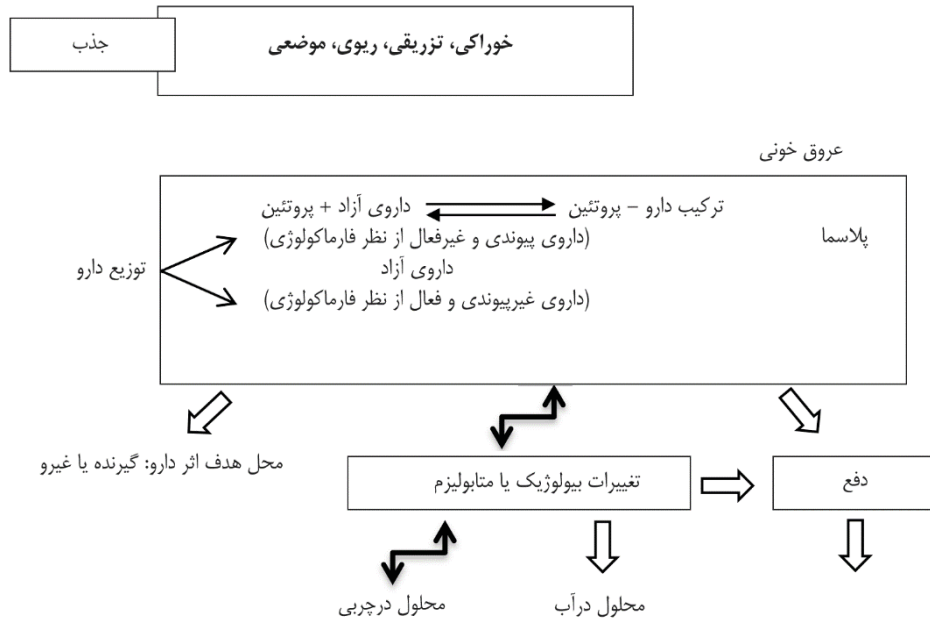 خوراکی، تزریقی، ریوی، موضعی
جذب
عروق خونی
پلاسما
ترکیب دارو – پروتئین
داروی آزاد + پروتئین
(داروی پیوندی و غیرفعال از نظر فارماکولوژی)
داروی آزاد
(داروی غیرپیوندی و فعال از نظر فارماکولوژی)
توزیع دارو
محل هدف اثر دارو: گیرنده یا غیرو
تغییرات بیولوژیک یا متابولیزم
دفع
محلول درآب
محلول درچربی